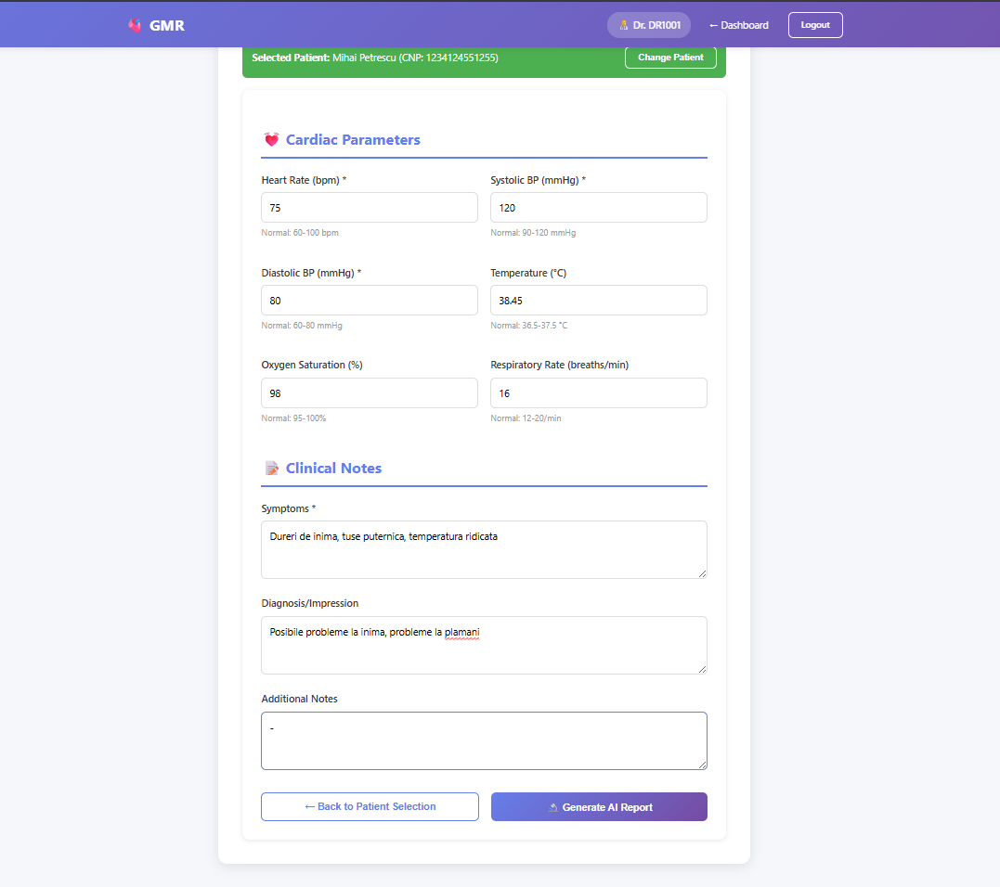 GMR
Dr. DR1001
← Dashboard
Logout
Selected Patient: Mihai Petrescu (CNP: 1234124551255)
Change Patient
Cardiac Parameters
Heart Rate (bpm) *
Systolic BP (mmHg) *
75
120
Normal: 60-100 bpm
Normal: 90-120 mmHg
Diastolic BP (mmHg) *
Temperature (°C)
80
38.45
Normal: 60-80 mmHg
Normal: 36.5-37.5 °C
Oxygen Saturation (%)
Respiratory Rate (breaths/min)
98
16
Normal: 95-100%
Normal: 12-20/min
Clinical Notes
Symptoms *
Dureri de inima, tuse puternica, temperatura ridicata
Diagnosis/Impression
Posibile probleme la inima, probleme la plamani
Additional Notes
-
← Back to Patient Selection
Generate AI Report